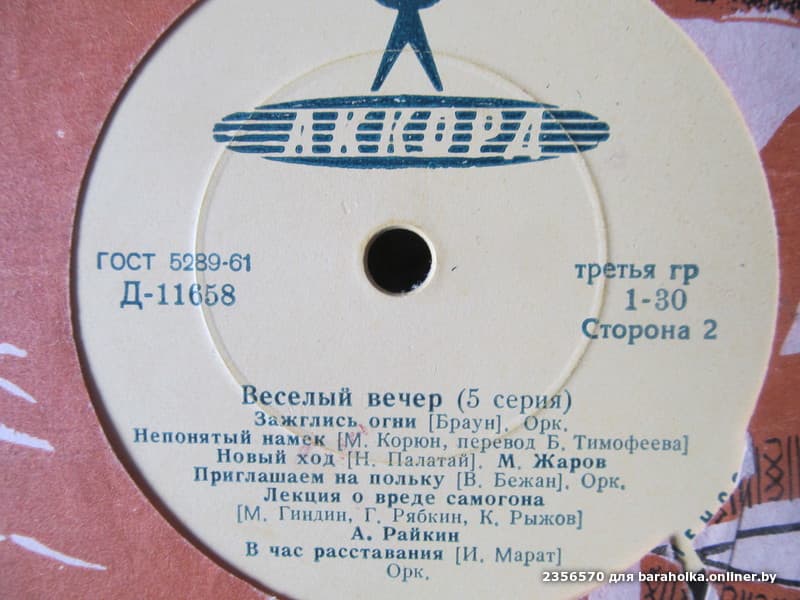 АККОРД
ГОСТ 5289-61
Д-11658
третья гр
1-30
Сторона 2
Веселый вечер (5 серия)
Зажглись огни [Браун]. Орк.
Непонятый намек [М. Корюн, перевод Б. Тимофеева]
Новый ход [Н. Палатай]. М. Жаров
Приглашаем на польку [В. Бежан]. Орк.
Лекция о вреде самогона
[М. Гиндин, Г. Рябкин, К. Рыжов]
А. Райкин
В час расставания [И. Марат]
Орк.
2356570 для baraholka.onliner.by